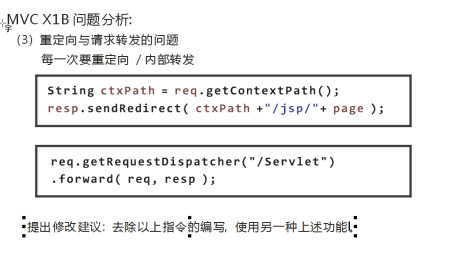 MVC X1B 问题分析:
(3) 重定向与请求转发的问题
每一次要重定向 / 内部转发
String ctxPath = req.getContextPath();
resp.sendRedirect( ctxPath +"/jsp/"+ page );
req.getRequestDispatcher("/Servlet")
.forward( req, resp );
提出修改建议: 去除以上指令的编写, 使用另一种上述功能